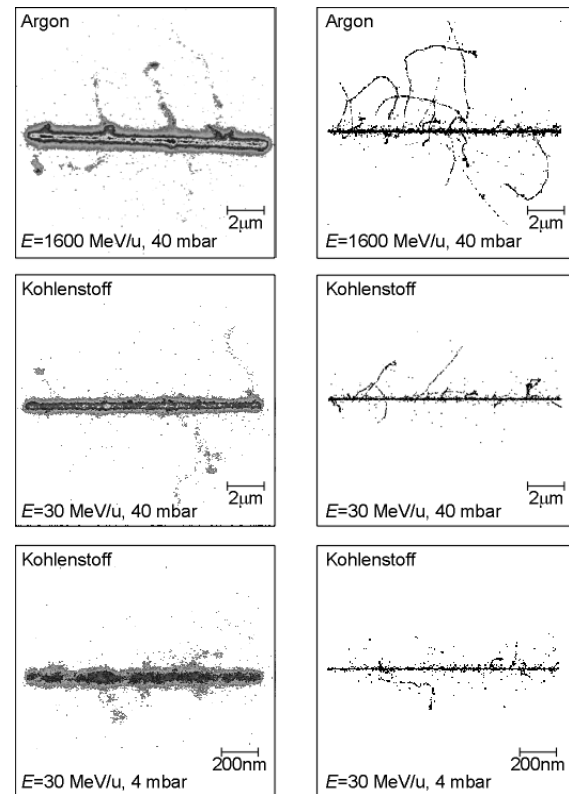 Argon
2μm
E=1600 MeV/u, 40 mbar
Argon
2μm
E=1600 MeV/u, 40 mbar
Kohlenstoff
2μm
E=30 MeV/u, 40 mbar
Kohlenstoff
2μm
E=30 MeV/u, 40 mbar
Kohlenstoff
200nm
E=30 MeV/u, 4 mbar
Kohlenstoff
200nm
E=30 MeV/u, 4 mbar